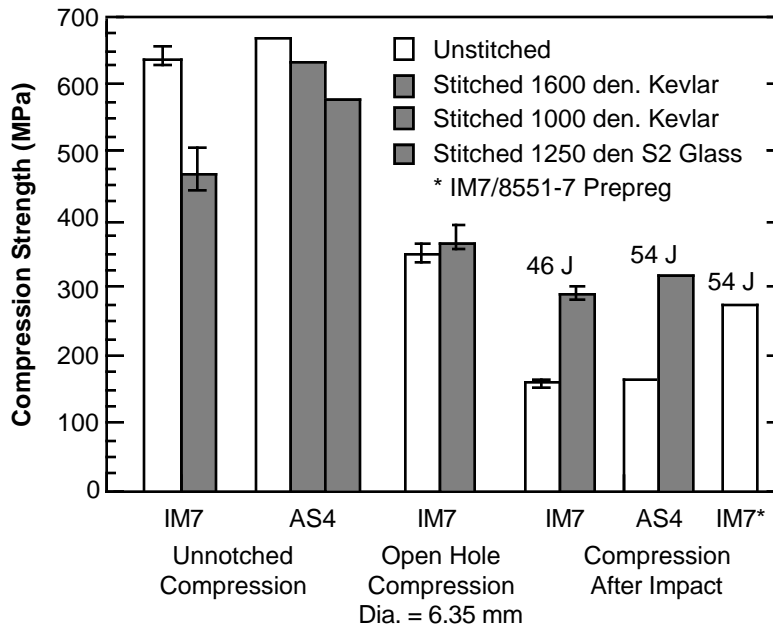 Compression Strength (MPa)
700
600
500
400
300
200
100
0
Unstitched
Stitched 1600 den. Kevlar
Stitched 1000 den. Kevlar
Stitched 1250 den S2 Glass
* IM7/8551-7 Prepreg
46 J
54 J
54 J
IM7
AS4
IM7
IM7
AS4
IM7*
Unnotched
Compression
Open Hole
Compression
Dia. = 6.35 mm
Compression
After Impact